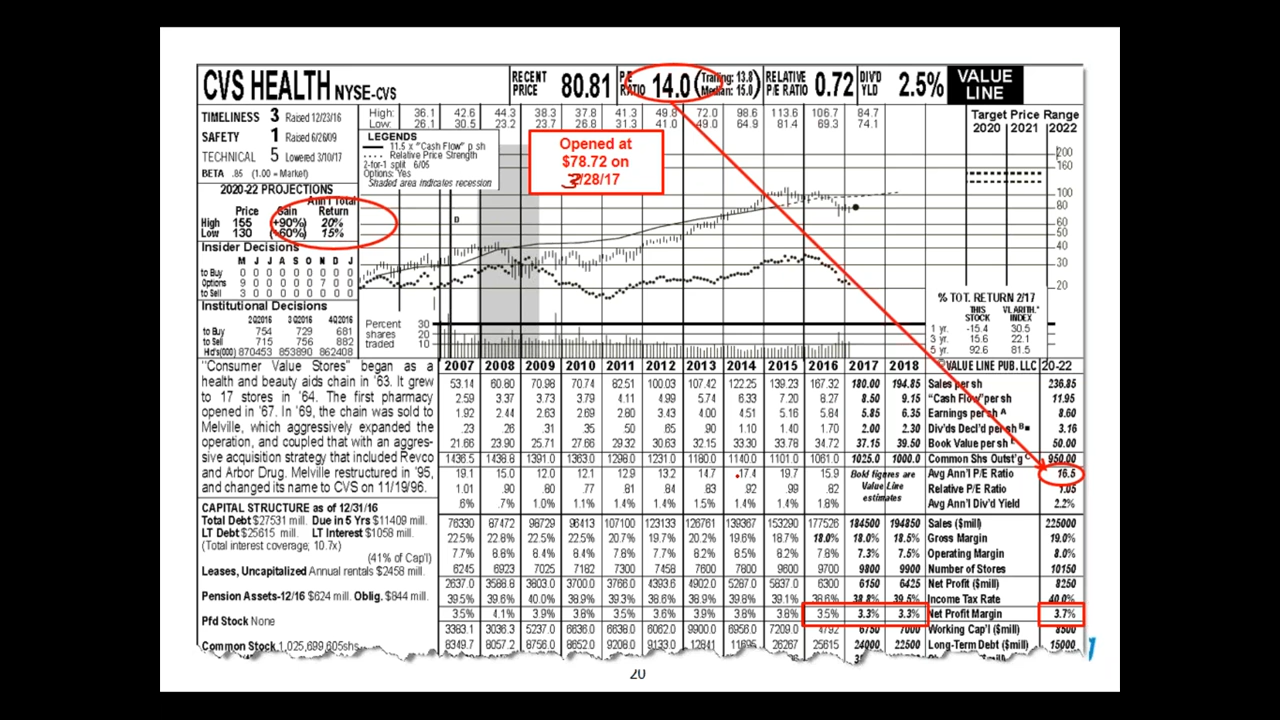 CVS HEALTH NYSE-CVS
RECENT PRICE 80.81
P/E RATIO 14.0 (Trailing: 13.8 Median: 15.0)
RELATIVE P/E RATIO 0.72
DIV'D YLD 2.5%
VALUE LINE
TIMELINESS 3 Raised 12/23/16
SAFETY 1 Raised 6/26/09
TECHNICAL 5 Lowered 3/10/17
BETA .85 (1.00 = Market)
2020-22 PROJECTIONS
Ann'l Total
Price Gain Return
High 155 (+90%) 20%
Low 130 (+60%) 15%
Insider Decisions
M J J A S O N D J
to Buy 0 0 0 0 0 0 0 0 0
Options 9 0 0 0 0 0 7 0 0
to Sell 3 0 0 0 0 0 0 0 0
Institutional Decisions
2Q2016 3Q2016 4Q2016
to Buy 754 729 681
to Sell 715 756 882
Hld's(000) 870453 853890 862408
High: 36.1 42.6 44.3 38.3 37.8 41.3 49.8 72.0 98.6 113.6 106.7 84.7
Low: 26.1 30.5 23.2 23.7 26.8 31.3 41.0 49.0 64.9 81.4 69.3 74.1
LEGENDS
11.5 x "Cash Flow" p sh
Relative Price Strength
2-for-1 split 6/05
Options: Yes
Shaded area indicates recession
Opened at
$78.72 on
3/28/17
Target Price Range
2020 2021 2022
200
160
100
80
60
50
40
30
20
Percent 30
shares 20
traded 10
% TOT. RETURN 2/17
THIS STOCK VL ARITH.* INDEX
1 yr. -15.4 30.5
3 yr. 15.6 22.1
5 yr. 92.6 81.5
"Consumer Value Stores" began as a
health and beauty aids chain in '63. It grew
to 17 stores in '64. The first pharmacy
opened in '67. In '69, the chain was sold to
Melville, which aggressively expanded the
operation, and coupled that with an aggres-
sive acquisition strategy that included Revco
and Arbor Drug. Melville restructured in '95,
and changed its name to CVS on 11/19/96.
CAPITAL STRUCTURE as of 12/31/16
Total Debt $27531 mill. Due in 5 Yrs $11409 mill.
LT Debt $25615 mill. LT Interest $1058 mill.
(Total interest coverage; 10.7x)
(41% of Cap'l)
Leases, Uncapitalized Annual rentals $2458 mill.
Pension Assets-12/16 $624 mill. Oblig. $844 mill.
Pfd Stock None
Common Stock 1,025,699,605shs
2007 2008 2009 2010 2011 2012 2013 2014 2015 2016 2017 2018 © VALUE LINE PUB. LLC 20-22
53.14 60.80 70.98 70.74 82.51 100.03 107.42 122.25 139.23 167.32 180.00 194.85 Sales per sh 236.85
2.59 3.37 3.73 3.79 4.11 4.99 5.74 6.33 7.20 8.27 8.50 9.15 "Cash Flow" per sh 11.95
1.92 2.44 2.63 2.69 2.80 3.43 4.00 4.51 5.16 5.84 5.85 6.35 Earnings per sh A 8.60
.23 .26 .31 .35 .50 .65 .90 1.10 1.40 1.70 2.00 2.30 Div'ds Decl'd per sh B■ 3.16
21.66 23.90 25.71 27.66 29.32 30.63 32.15 33.30 33.78 34.72 37.15 39.50 Book Value per sh 50.00
1436.5 1438.8 1391.0 1363.0 1298.0 1231.0 1180.0 1140.0 1101.0 1061.0 1025.0 1000.0 Common Shs Outst'g C 950.00
19.1 15.0 12.0 12.1 12.9 13.2 14.7 17.4 19.7 15.9 Bold figures are Avg Ann'l P/E Ratio 16.5
1.01 .90 .80 .77 .81 .84 .83 .92 .99 .82 Value Line Relative P/E Ratio 1.05
.6% .7% 1.0% 1.1% 1.4% 1.4% 1.5% 1.4% 1.4% 1.8% estimates Avg Ann'l Div'd Yield 2.2%
76330 87472 98729 96413 107100 123133 126761 139367 153290 177526 184500 194850 Sales ($mill) 225000
22.5% 22.8% 22.5% 22.5% 20.7% 19.7% 20.2% 19.6% 18.7% 18.0% 18.0% 18.5% Gross Margin 19.0%
7.7% 8.8% 8.4% 8.4% 7.8% 7.7% 8.2% 8.5% 8.2% 7.8% 7.3% 7.5% Operating Margin 8.0%
6245 6923 7025 7182 7300 7458 7600 7800 9600 9700 9800 9900 Number of Stores 10150
2637.0 3588.8 3803.0 3700.0 3766.0 4393.6 4902.0 5287.0 5837.0 6300 6150 6425 Net Profit ($mill) 8250
39.5% 39.6% 40.0% 38.9% 39.3% 38.6% 38.9% 39.8% 39.1% 38.6% 38.8% 39.5% Income Tax Rate 40.0%
3.5% 4.1% 3.9% 3.8% 3.5% 3.6% 3.9% 3.8% 3.8% 3.5% 3.3% 3.3% Net Profit Margin 3.7%
3383.1 3036.3 5237.0 6636.0 6638.0 6062.0 9900.0 6956.0 7209.0 4792 6750 7000 Working Cap'l ($mill) 8500
8349.7 8057.2 8756.0 8652.0 9208.0 9133.0 12841 11695 26267 25615 24000 22500 Long-Term Debt ($mill) 15000
20